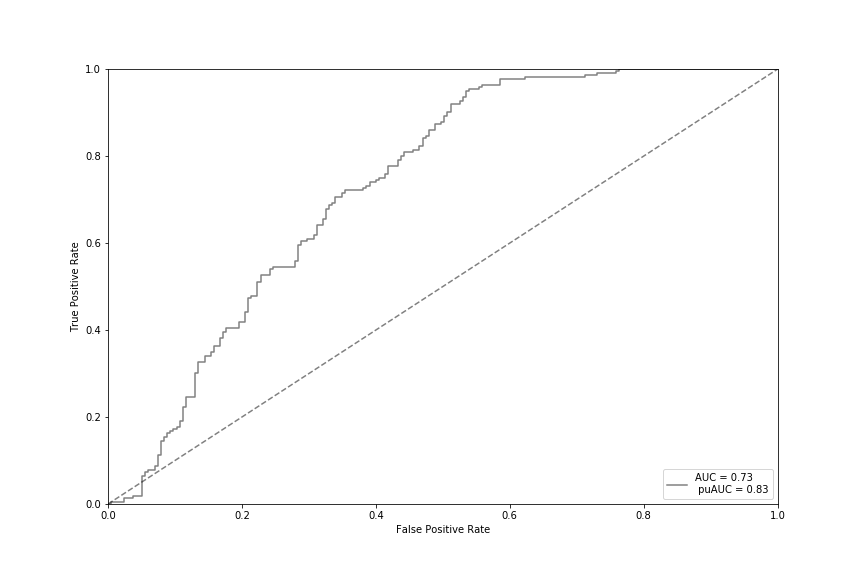 1.0
0.8
0.6
0.4
0.2
0.0
True Positive Rate
0.0 0.2 0.4 0.6 0.8 1.0
False Positive Rate
AUC = 0.73
puAUC = 0.83